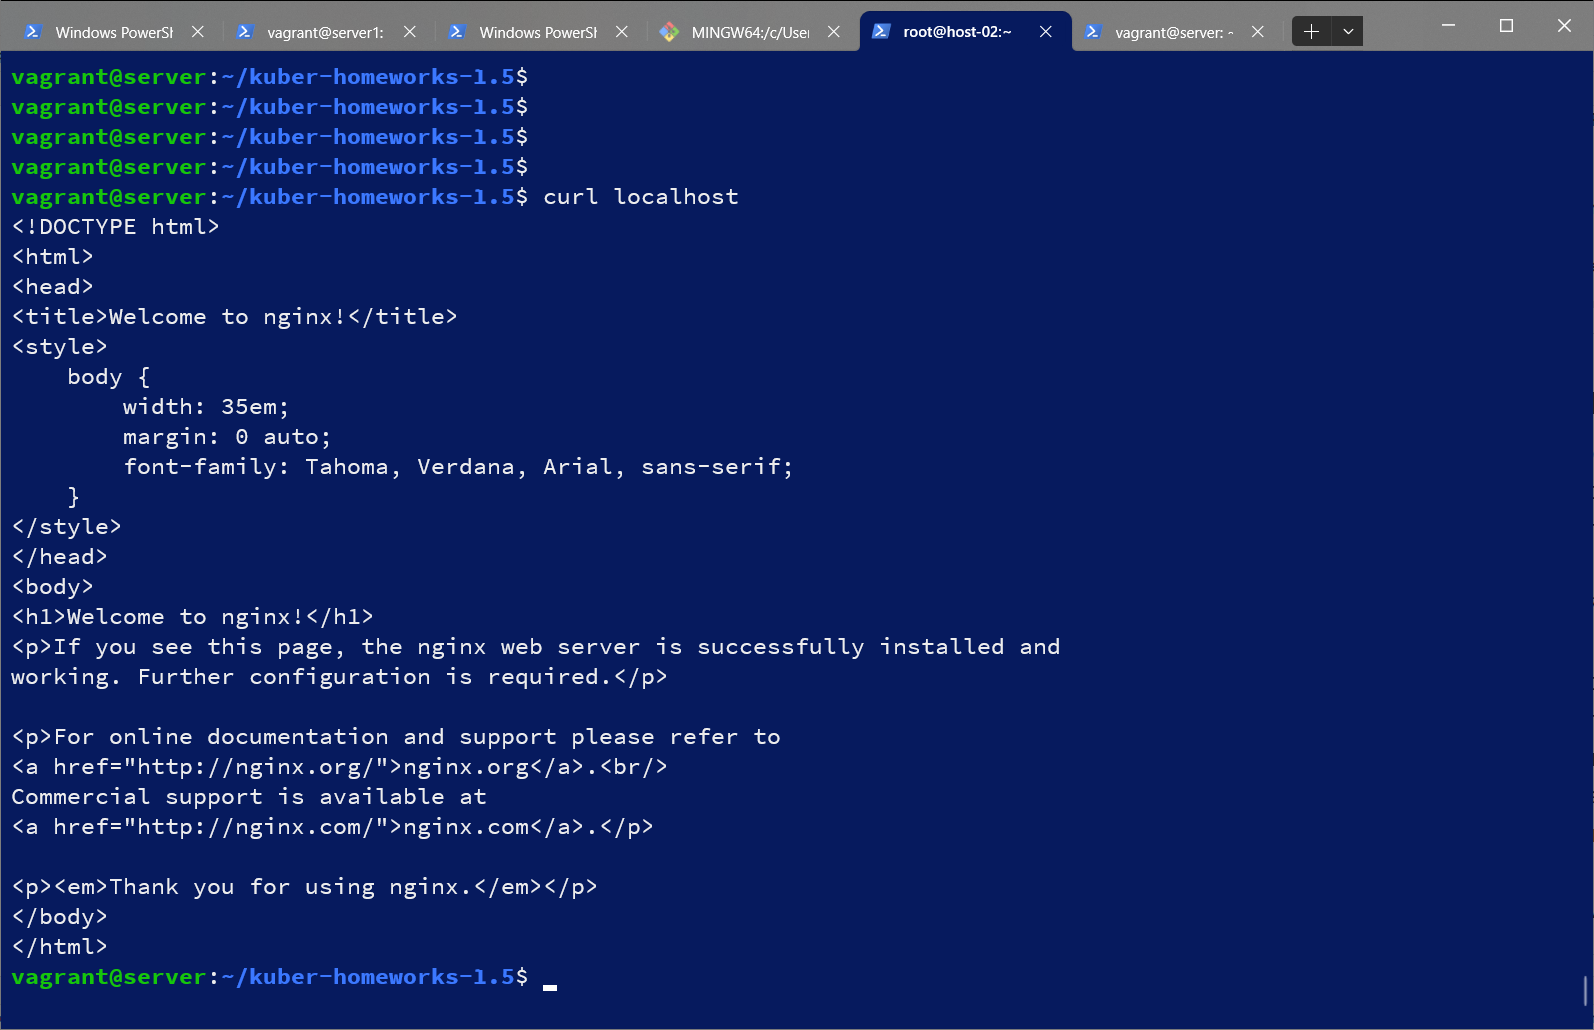 Windows PowerSh
vagrant@server1:
Windows PowerSh
MINGW64:/c/User
root@host-02:~
vagrant@server: ~
vagrant@server:~/kuber-homeworks-1.5$
vagrant@server:~/kuber-homeworks-1.5$
vagrant@server:~/kuber-homeworks-1.5$
vagrant@server:~/kuber-homeworks-1.5$
vagrant@server:~/kuber-homeworks-1.5$ curl localhost
<!DOCTYPE html>
<html>
<head>
<title>Welcome to nginx!</title>
<style>
    body {
        width: 35em;
        margin: 0 auto;
        font-family: Tahoma, Verdana, Arial, sans-serif;
    }
</style>
</head>
<body>
<h1>Welcome to nginx!</h1>
<p>If you see this page, the nginx web server is successfully installed and
working. Further configuration is required.</p>

<p>For online documentation and support please refer to
<a href="http://nginx.org/">nginx.org</a>.<br/>
Commercial support is available at
<a href="http://nginx.com/">nginx.com</a>.</p>

<p><em>Thank you for using nginx.</em></p>
</body>
</html>
vagrant@server:~/kuber-homeworks-1.5$